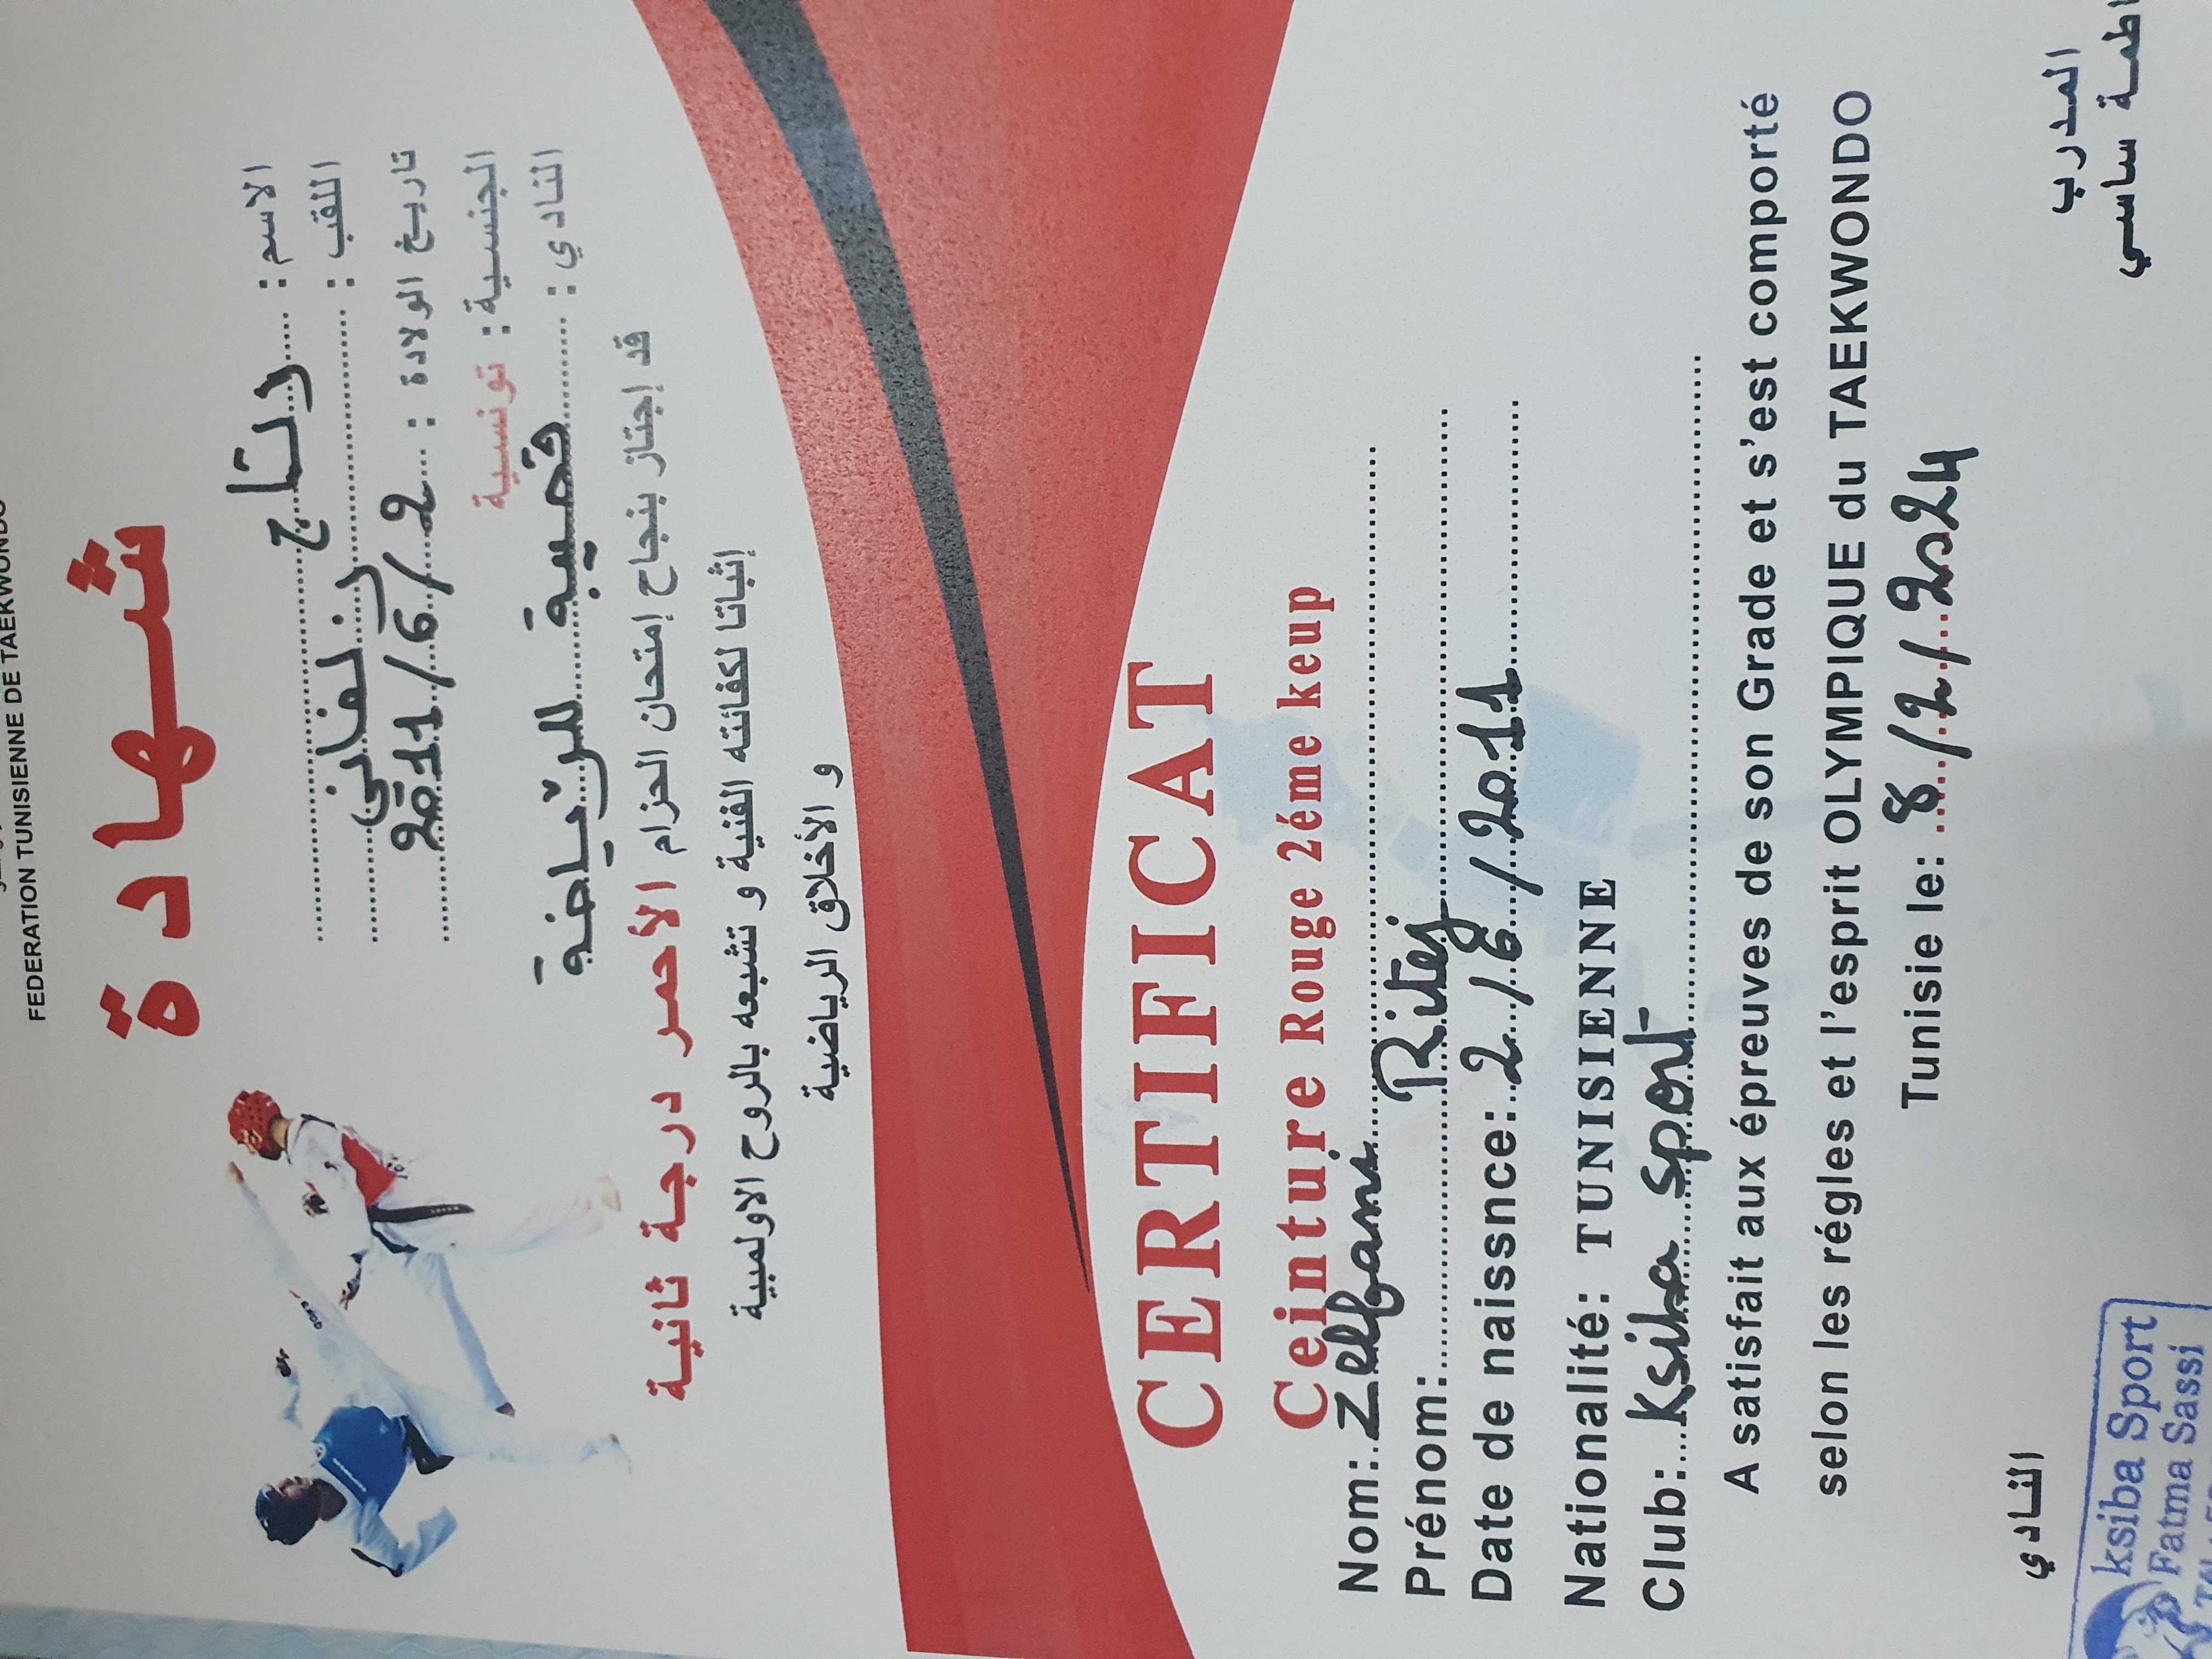 FEDERATION TUNISIENNE DE TAEKWONDO
شهادة
الاسم : رتاج
اللقب : الزلفاني
تاريخ الولادة : 2011/6/2
الجنسية : تونسية
النادي : قصيبة للرياضة
قد إجتاز بنجاح إمتحان الحزام الأحمر درجة ثانية
إثباتا لكفائته الفنية و تشبعه بالروح الاولمبية
و الأخلاق الرياضية
CERTIFICAT
Ceinture Rouge 2éme keup
Nom: Zelfani
Prénom: Ritej
Date de naissnce: 2/6/2011
Nationalité: TUNISIENNE
Club: Ksiba sport
A satisfait aux épreuves de son Grade et s'est comporté
selon les régles et l'esprit OLYMPIQUE du TAEKWONDO
Tunisie le: 8/2/2024
النادي
المدرب
ساسي
ksiba Sport
Fatma Sassi